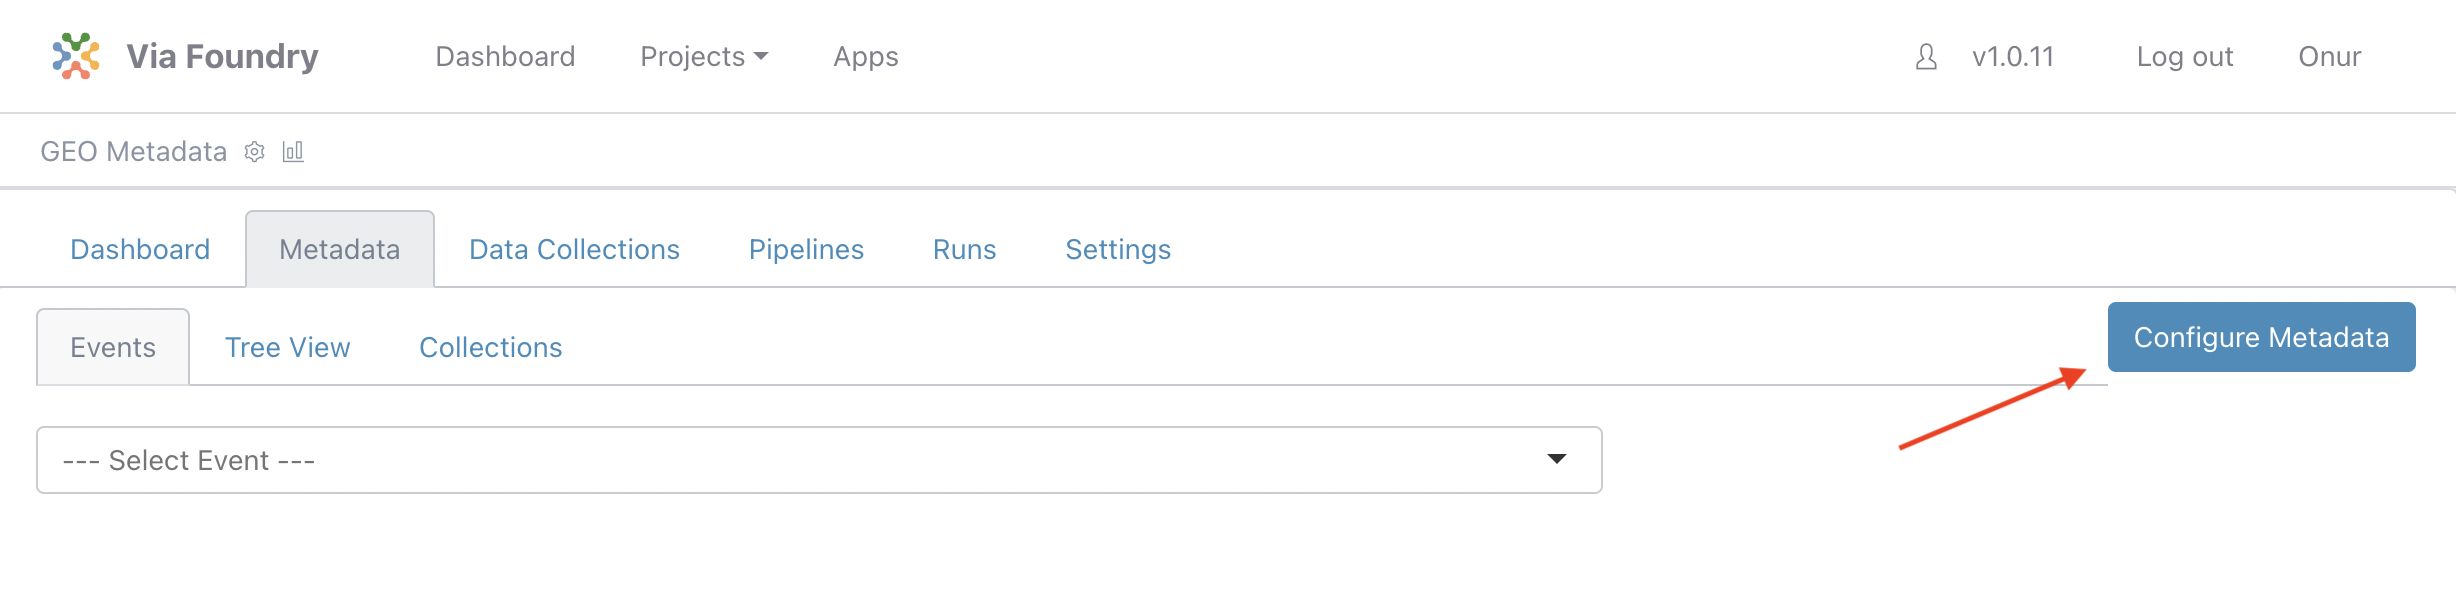 Via Foundry Dashboard Projects Apps v1.0.11 Log out Onur
GEO Metadata
Dashboard Metadata Data Collections Pipelines Runs Settings
Events Tree View Collections Configure Metadata
--- Select Event ---